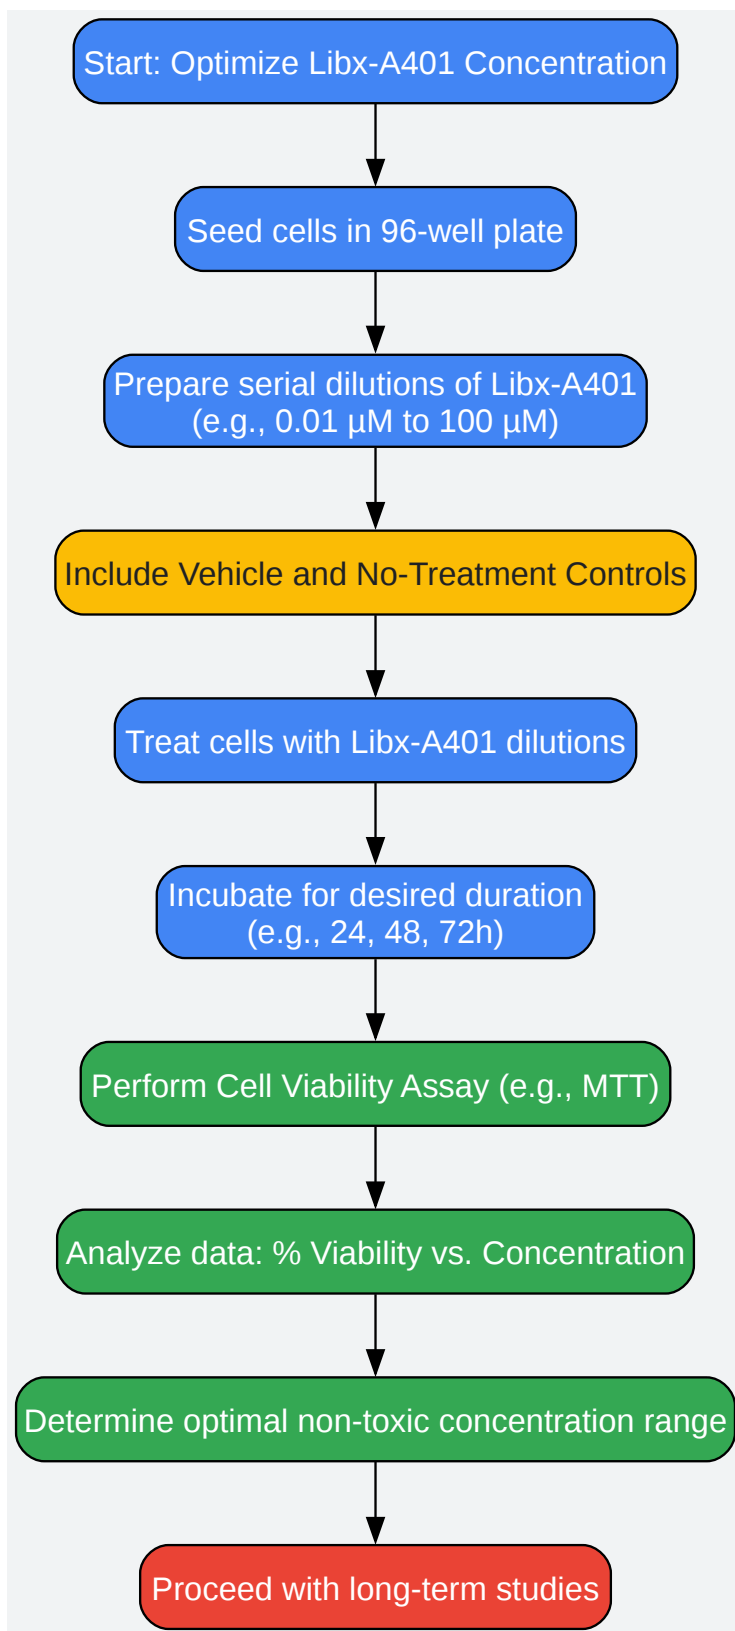 Start: Optimize Libx-A401 Concentration
Seed cells in 96-well plate
Prepare serial dilutions of Libx-A401
(e.g., 0.01 µM to 100 µM)
Include Vehicle and No-Treatment Controls
Treat cells with Libx-A401 dilutions
Incubate for desired duration
(e.g., 24, 48, 72h)
Perform Cell Viability Assay (e.g., MTT)
Analyze data: % Viability vs. Concentration
Determine optimal non-toxic concentration range
Proceed with long-term studies